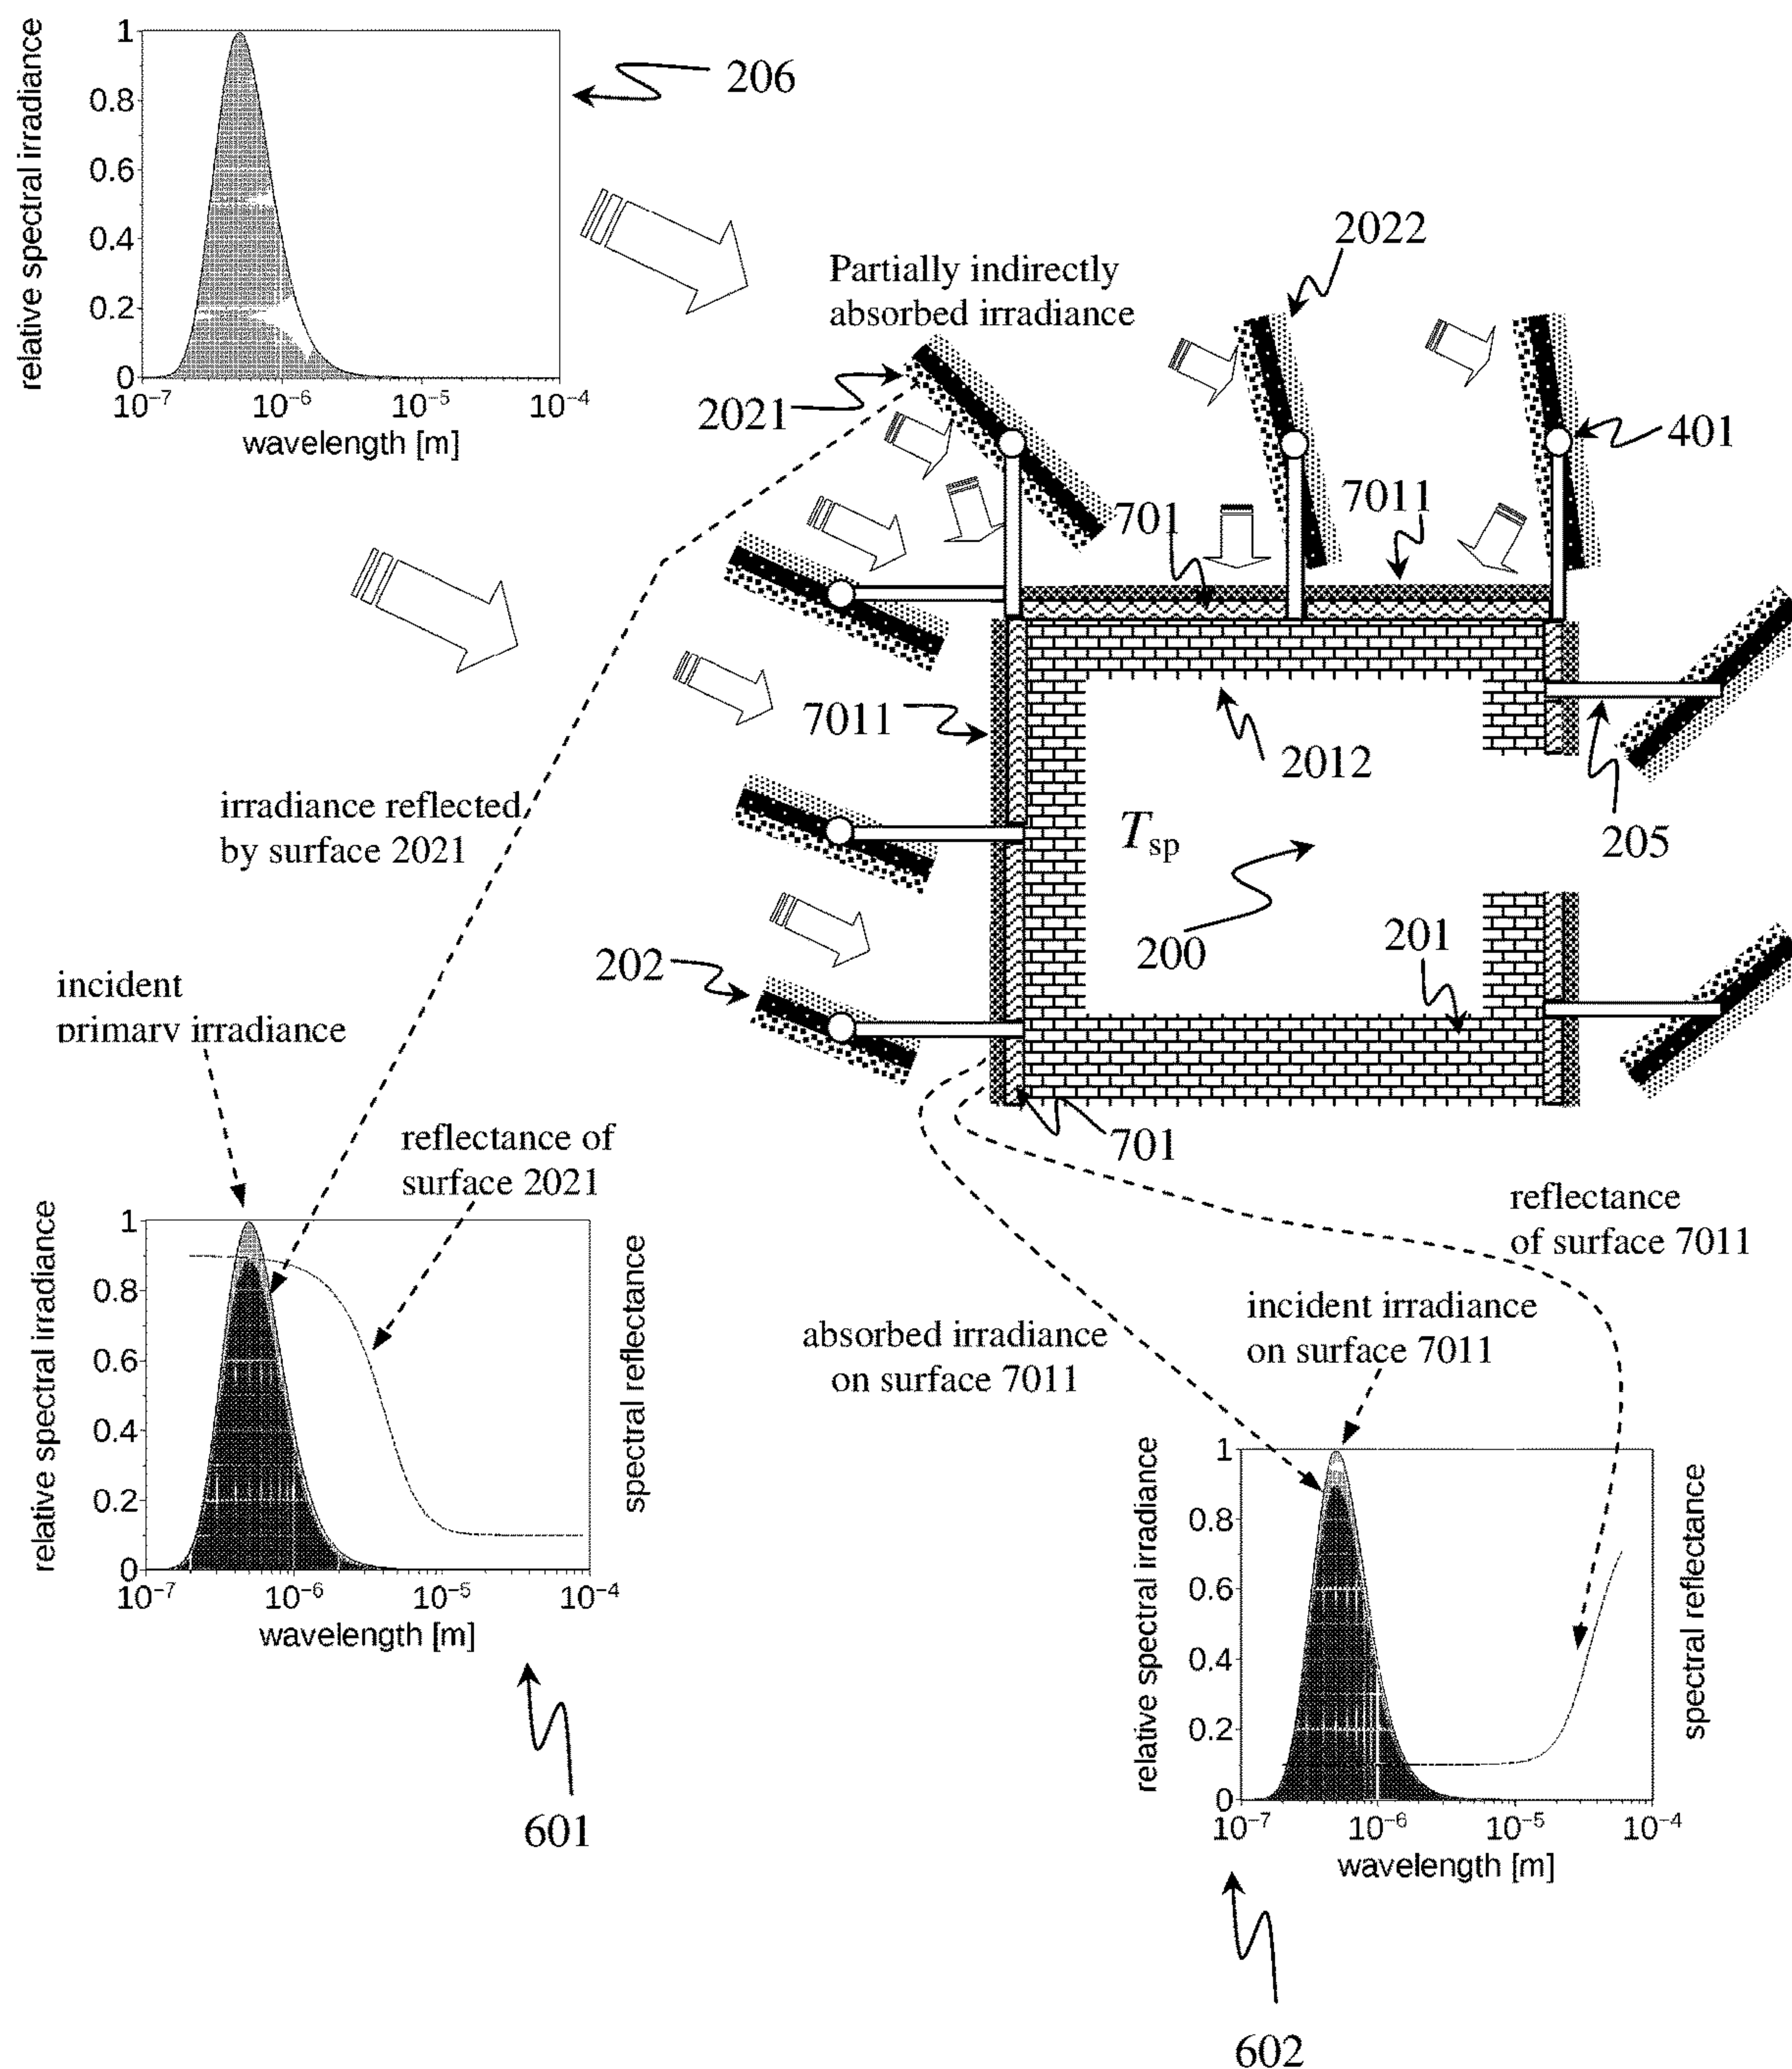 206
relative spectral irradiance
1
0.8
0.6
0.4
0.2
0
10⁻⁷ 10⁻⁶ 10⁻⁵ 10⁻⁴
wavelength [m]
Partially indirectly
absorbed irradiance
2022
2021
401
701
7011
7011
2012
T_sp
205
200
201
202
701
irradiance reflected
by surface 2021
incident
primary irradiance
reflectance of
surface 2021
relative spectral irradiance
1
0.8
0.6
0.4
0.2
0
10⁻⁷ 10⁻⁶ 10⁻⁵ 10⁻⁴
wavelength [m]
spectral reflectance
601
reflectance
of surface 7011
incident irradiance
on surface 7011
absorbed irradiance
on surface 7011
relative spectral irradiance
1
0.8
0.6
0.4
0.2
0
10⁻⁷ 10⁻⁶ 10⁻⁵ 10⁻⁴
wavelength [m]
spectral reflectance
602